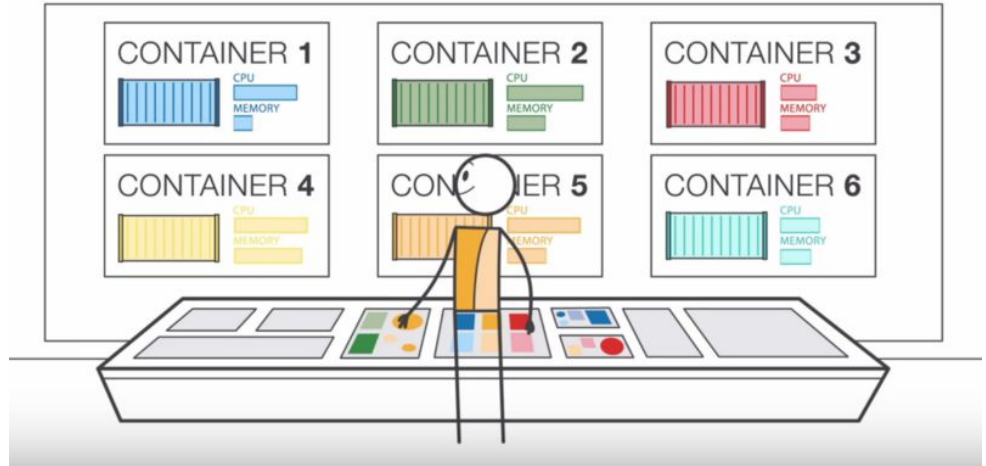 CONTAINER 1
CPU
MEMORY
CONTAINER 2
CPU
MEMORY
CONTAINER 3
CPU
MEMORY
CONTAINER 4
CPU
MEMORY
CON  NER 5
CPU
MEMORY
CONTAINER 6
CPU
MEMORY